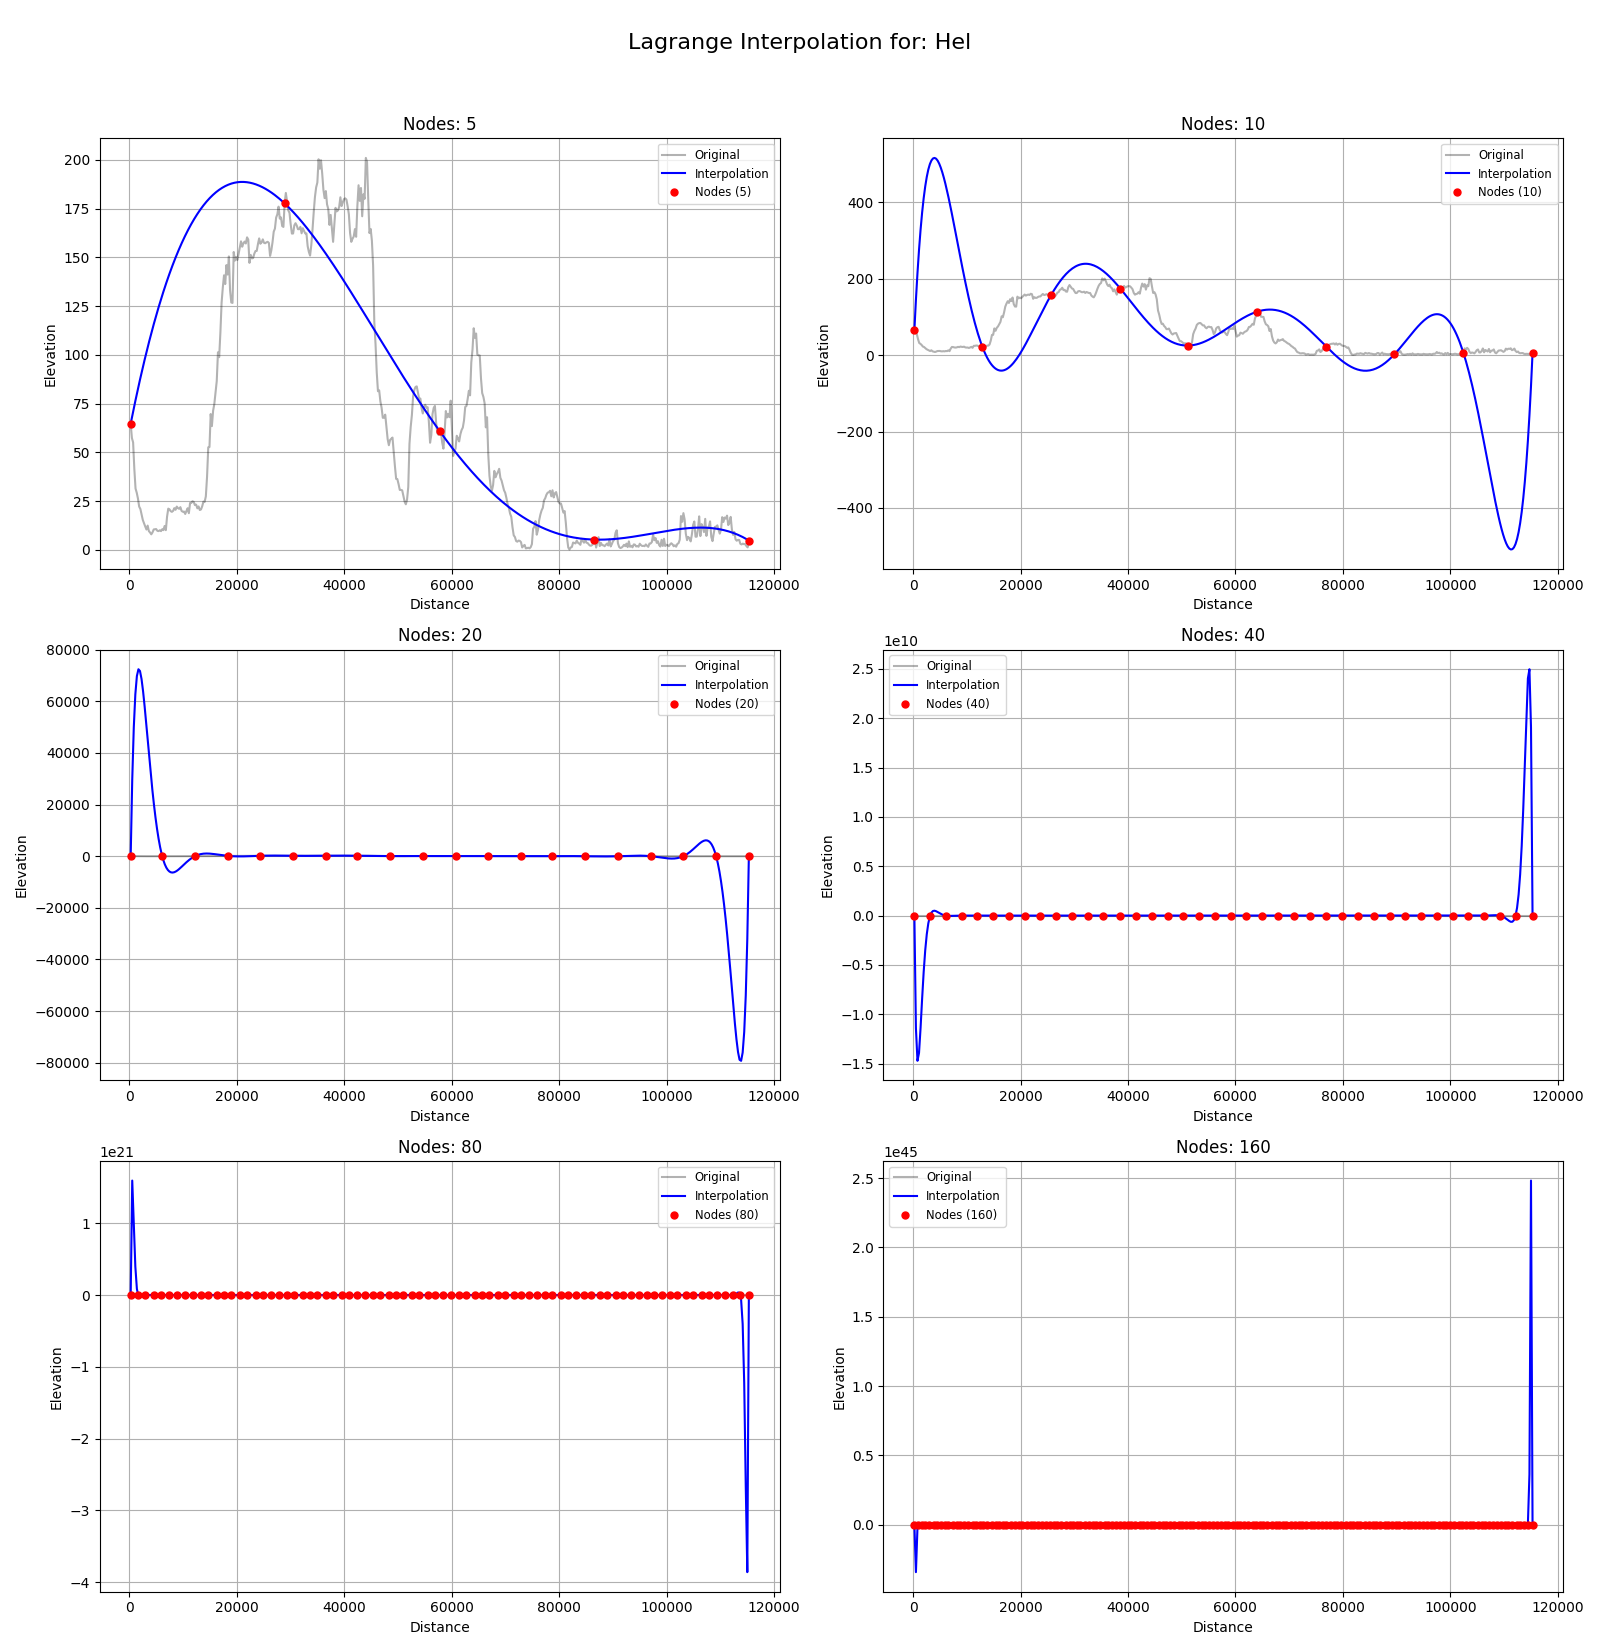 Lagrange Interpolation for: Hel
Nodes: 5
Elevation
200
175
150
125
100
75
50
25
0
0 20000 40000 60000 80000 100000 120000
Distance
Original
Interpolation
Nodes (5)
Nodes: 10
Elevation
400
200
0
−200
−400
0 20000 40000 60000 80000 100000 120000
Distance
Original
Interpolation
Nodes (10)
Nodes: 20
Elevation
80000
60000
40000
20000
0
−20000
−40000
−60000
−80000
0 20000 40000 60000 80000 100000 120000
Distance
Original
Interpolation
Nodes (20)
Nodes: 40
1e10
Elevation
2.5
2.0
1.5
1.0
0.5
0.0
−0.5
−1.0
−1.5
0 20000 40000 60000 80000 100000 120000
Distance
Original
Interpolation
Nodes (40)
Nodes: 80
1e21
Elevation
1
0
−1
−2
−3
−4
0 20000 40000 60000 80000 100000 120000
Distance
Original
Interpolation
Nodes (80)
Nodes: 160
1e45
Elevation
2.5
2.0
1.5
1.0
0.5
0.0
0 20000 40000 60000 80000 100000 120000
Distance
Original
Interpolation
Nodes (160)